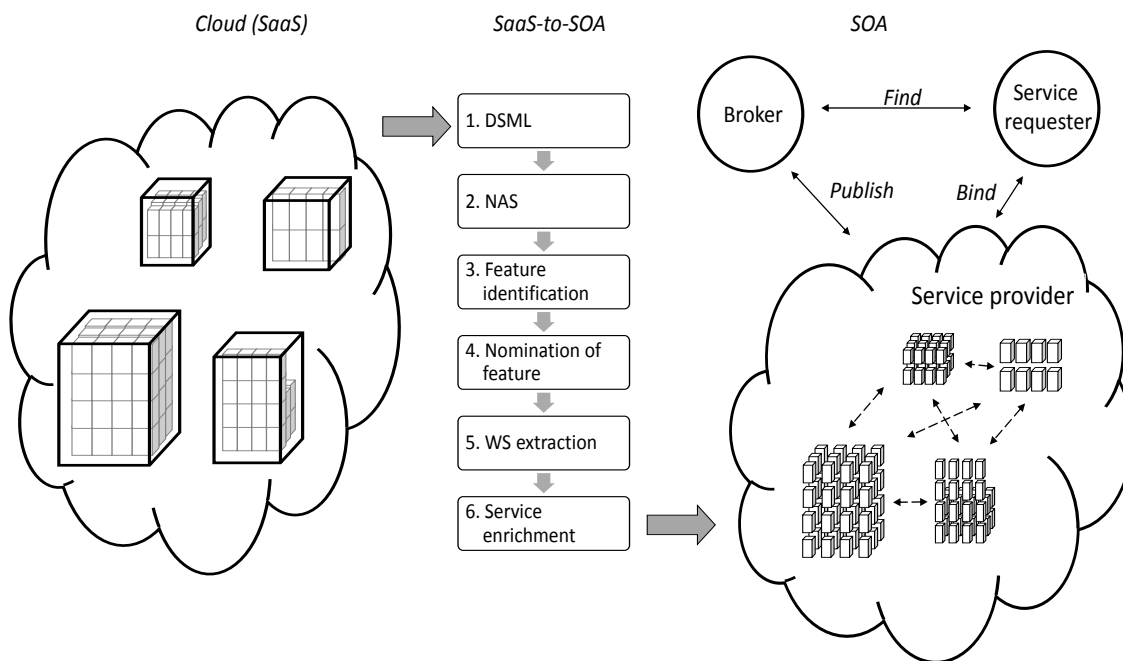 Cloud (SaaS)
SaaS-to-SOA
SOA
1. DSML
2. NAS
3. Feature
identification
4. Nomination of
feature
5. WS extraction
6. Service
enrichment
Broker
Find
Service
requester
Publish
Bind
Service provider